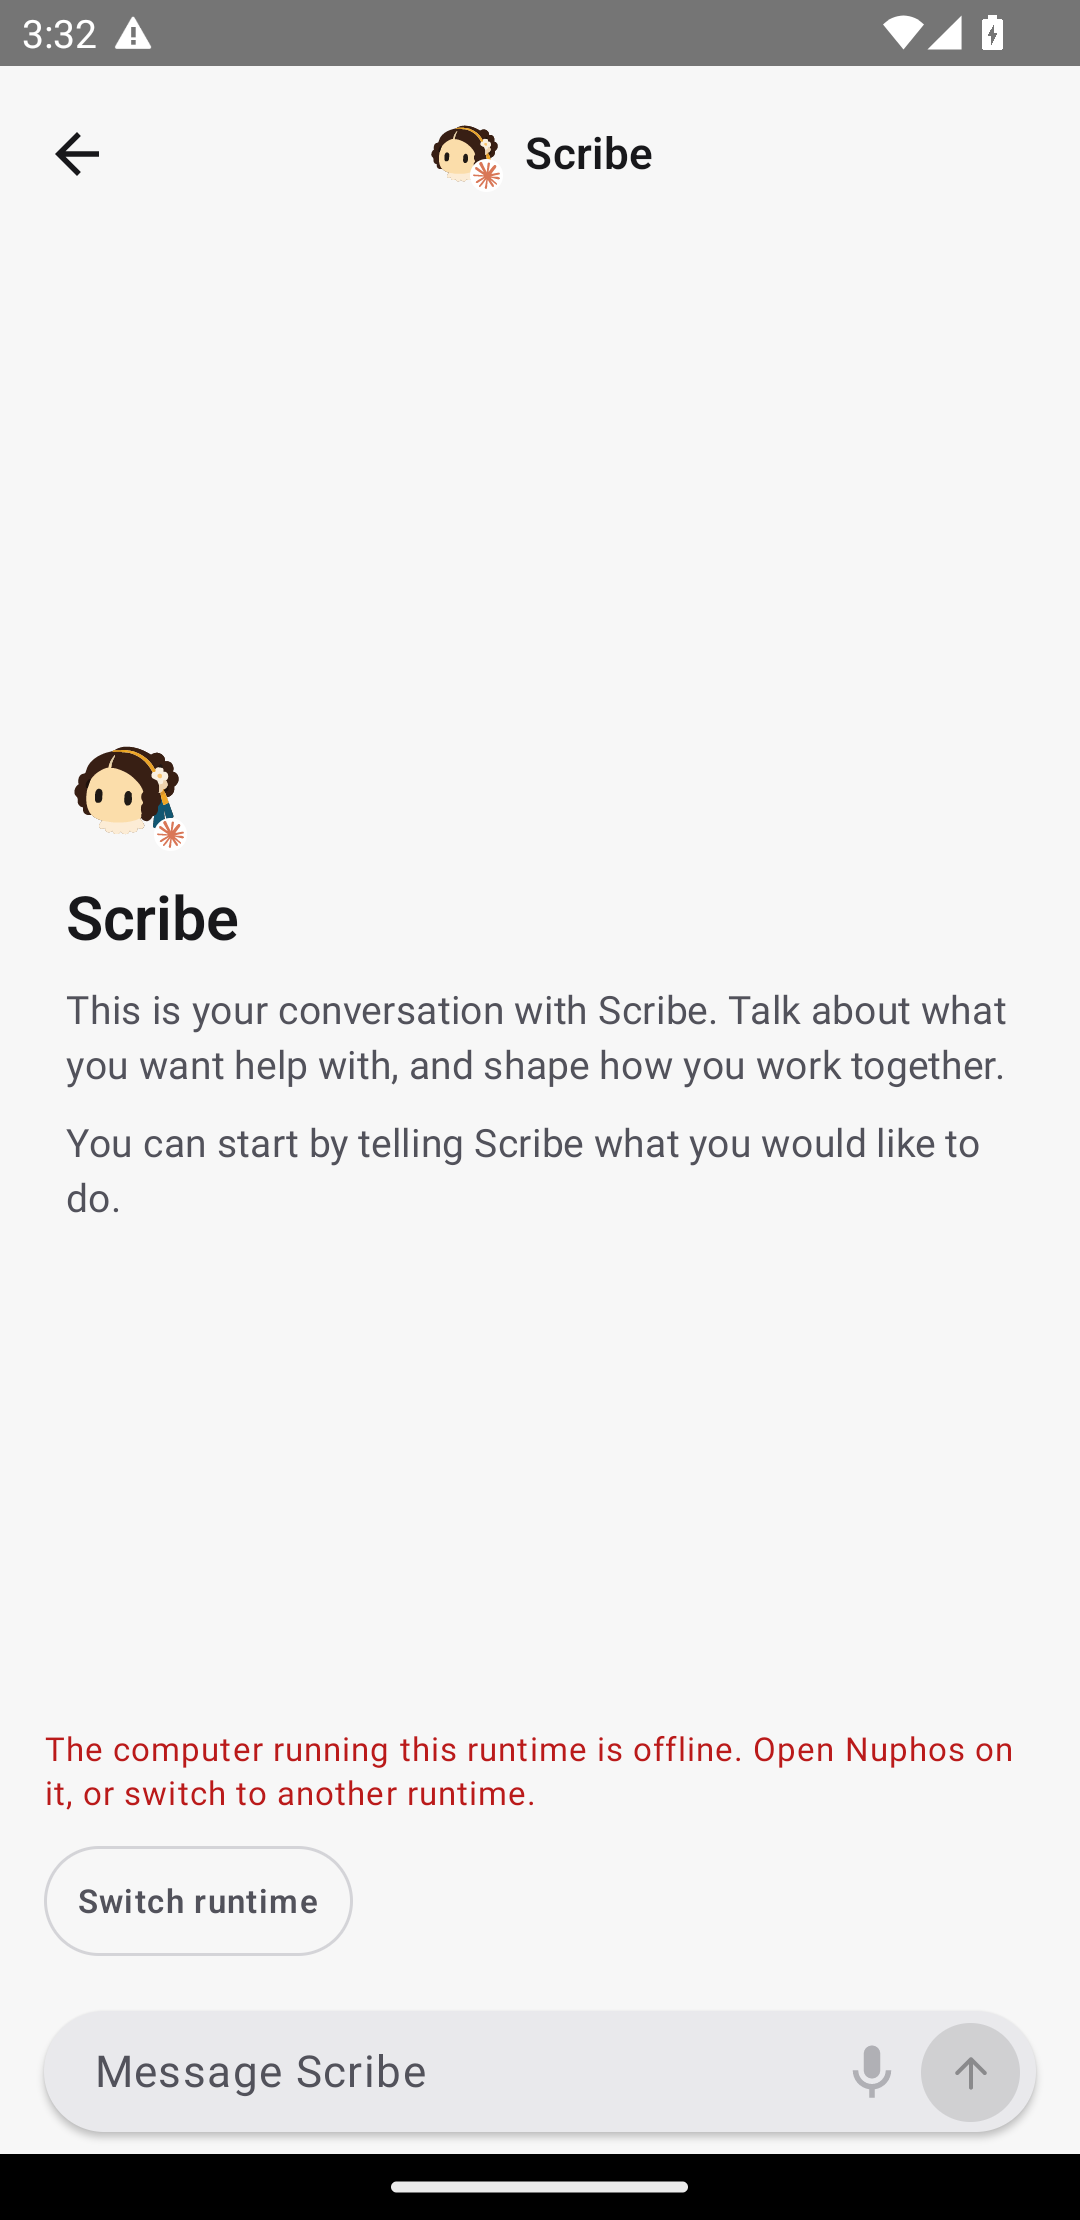 3:32
Scribe
Scribe
This is your conversation with Scribe. Talk about what
you want help with, and shape how you work together.
You can start by telling Scribe what you would like to
do.
The computer running this runtime is offline. Open Nuphos on
it, or switch to another runtime.
Switch runtime
Message Scribe